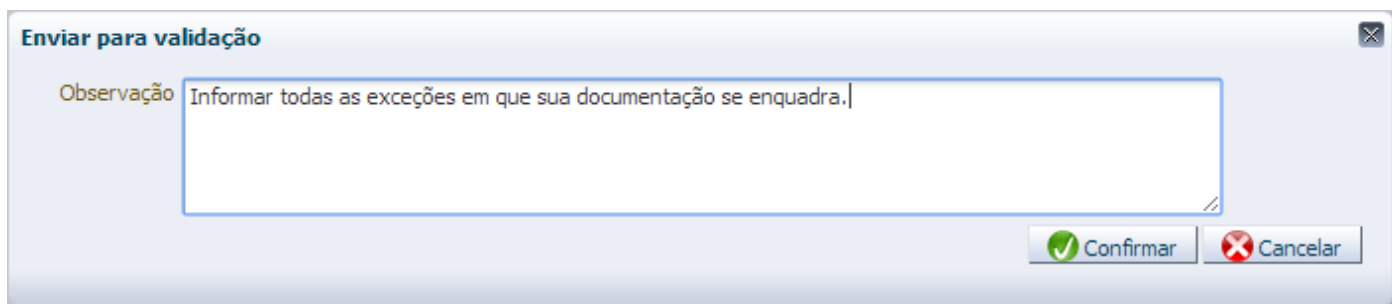 Enviar para validação
Observação Informar todas as exceções em que sua documentação se enquadra.
Confirmar Cancelar